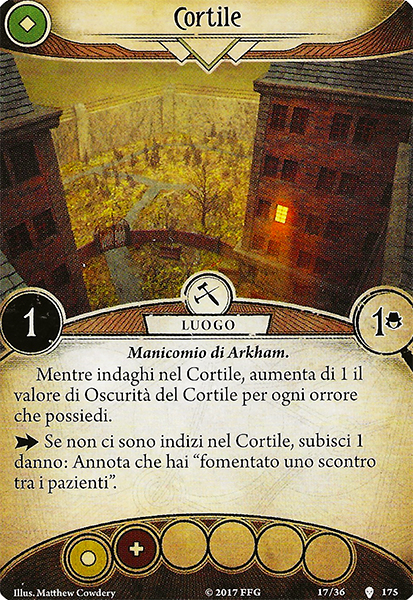 Cortile
1
LUOGO
1
Manicomio di Arkham.
Mentre indaghi nel Cortile, aumenta di 1 il
valore di Oscurità del Cortile per ogni orrore
che possiedi.
Se non ci sono indizi nel Cortile, subisci 1
danno: Annota che hai “fomentato uno scontro
tra i pazienti”.
Illus. Matthew Cowdery © 2017 FFG 17/36 175